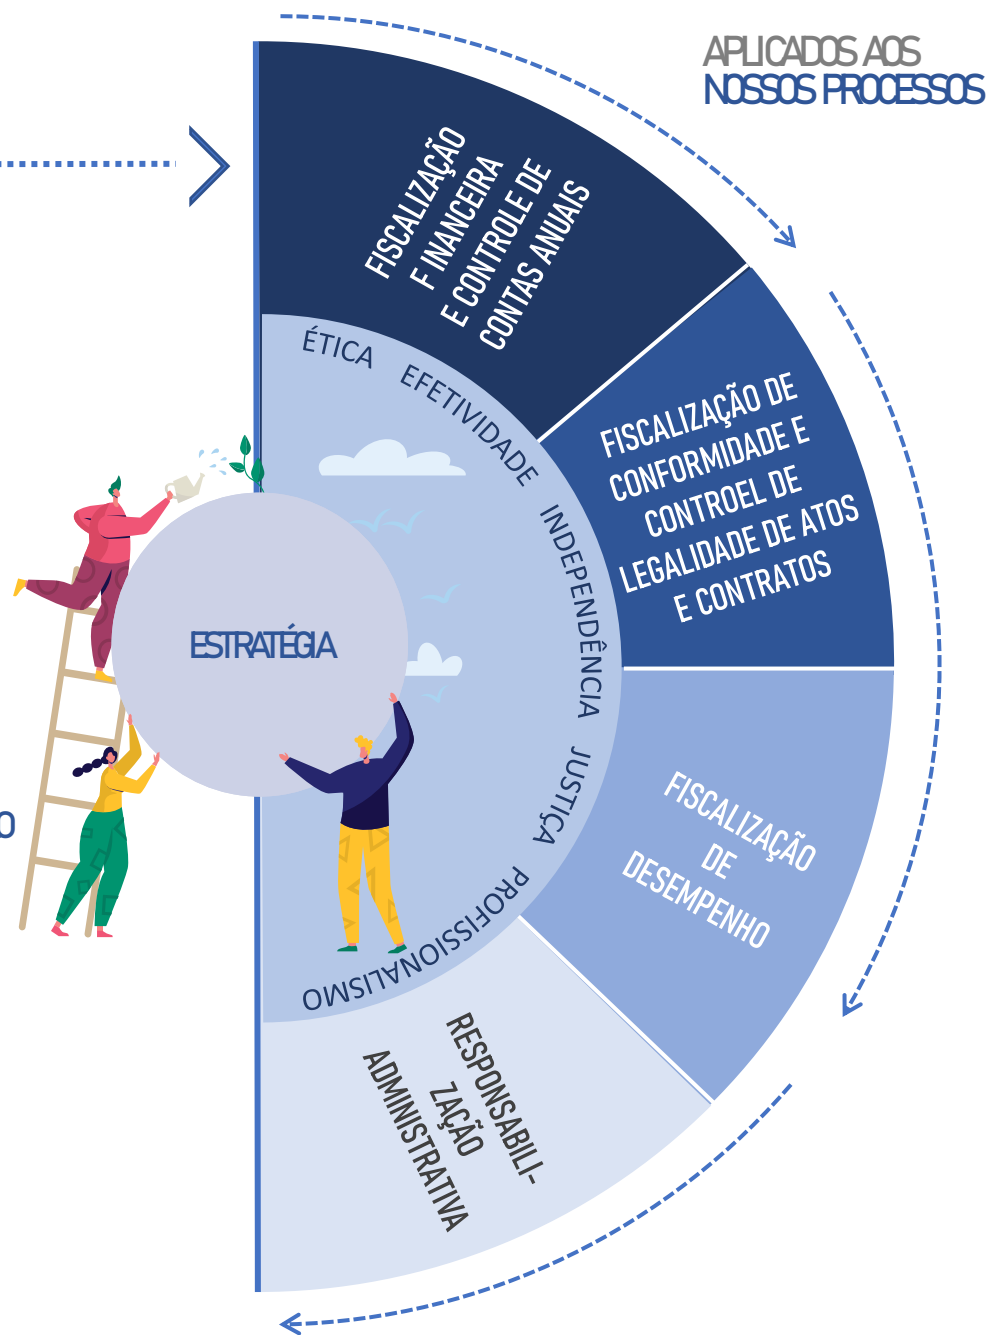 APLICADOS AOS
NOSSOS PROCESSOS
FISCALIZAÇÃO
F INANCEIRA
E CONTROLE DE
CONTAS ANUAIS
FISCALIZAÇÃO DE
CONFORMIDADE E
CONTROEL DE
LEGALIDADE DE ATOS
E CONTRATOS
FISCALIZAÇÃO
DE
DESEMPENHO
RESPONSABILI-
ZAÇÃO
ADMINISTRATIVA
ÉTICA
EFETIVIDADE
INDEPENDÊNCIA
JUSTIÇA
PROFISSIONALISMO
ESTRATÉGIA
O